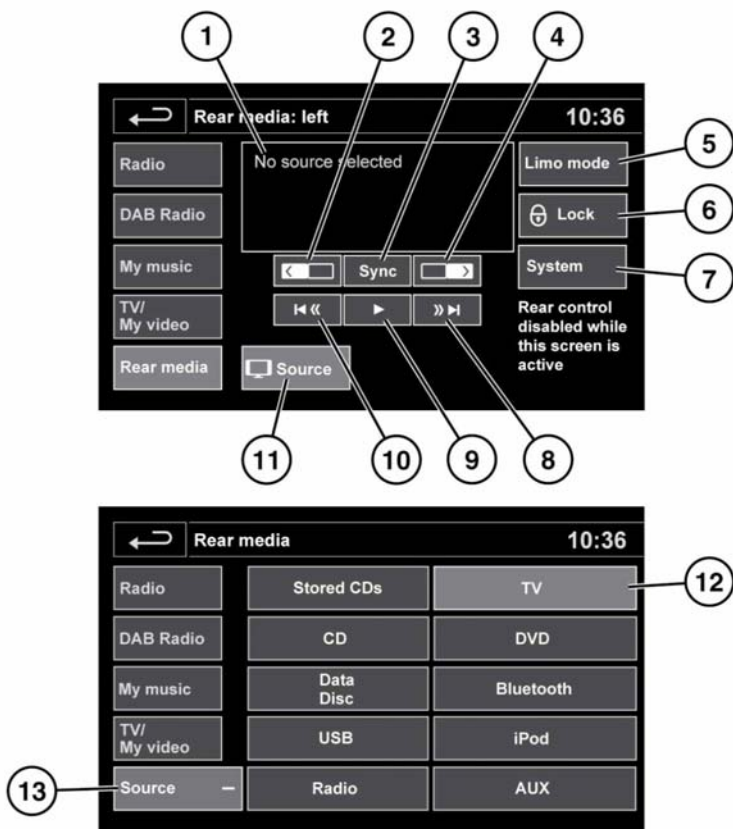 1 2 3 4
Rear media: left 10:36
Radio
No source selected
Limo mode
5
DAB Radio
Lock
6
My music
Sync
System
7
TV/
My video
Rear control
disabled while
this screen is
active
Rear media
Source
11 10 9 8
Rear media 10:36
Radio
Stored CDs
TV
12
DAB Radio
CD
DVD
My music
Data
Disc
Bluetooth
TV/
My video
USB
iPod
13
Source –
Radio
AUX